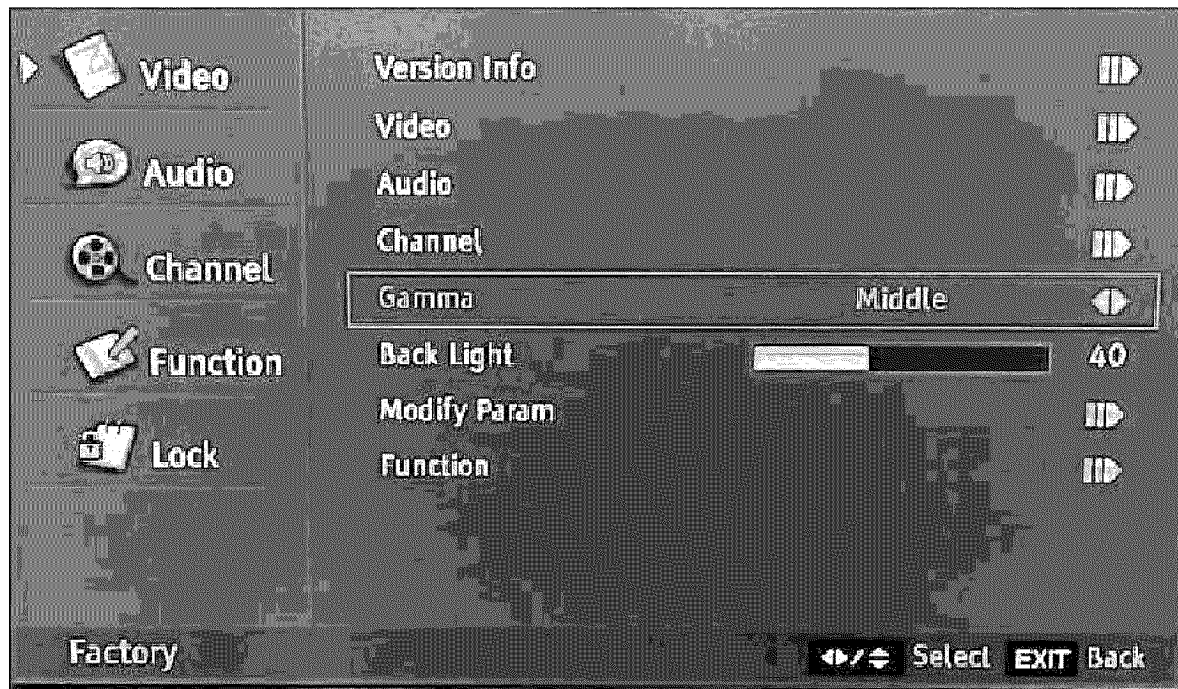 Video
Audio
Channel
Function
Lock
Version Info
Video
Audio
Channel
Gamma Middle
Back Light 40
Modify Param
Function
Factory
Select EXIT Back